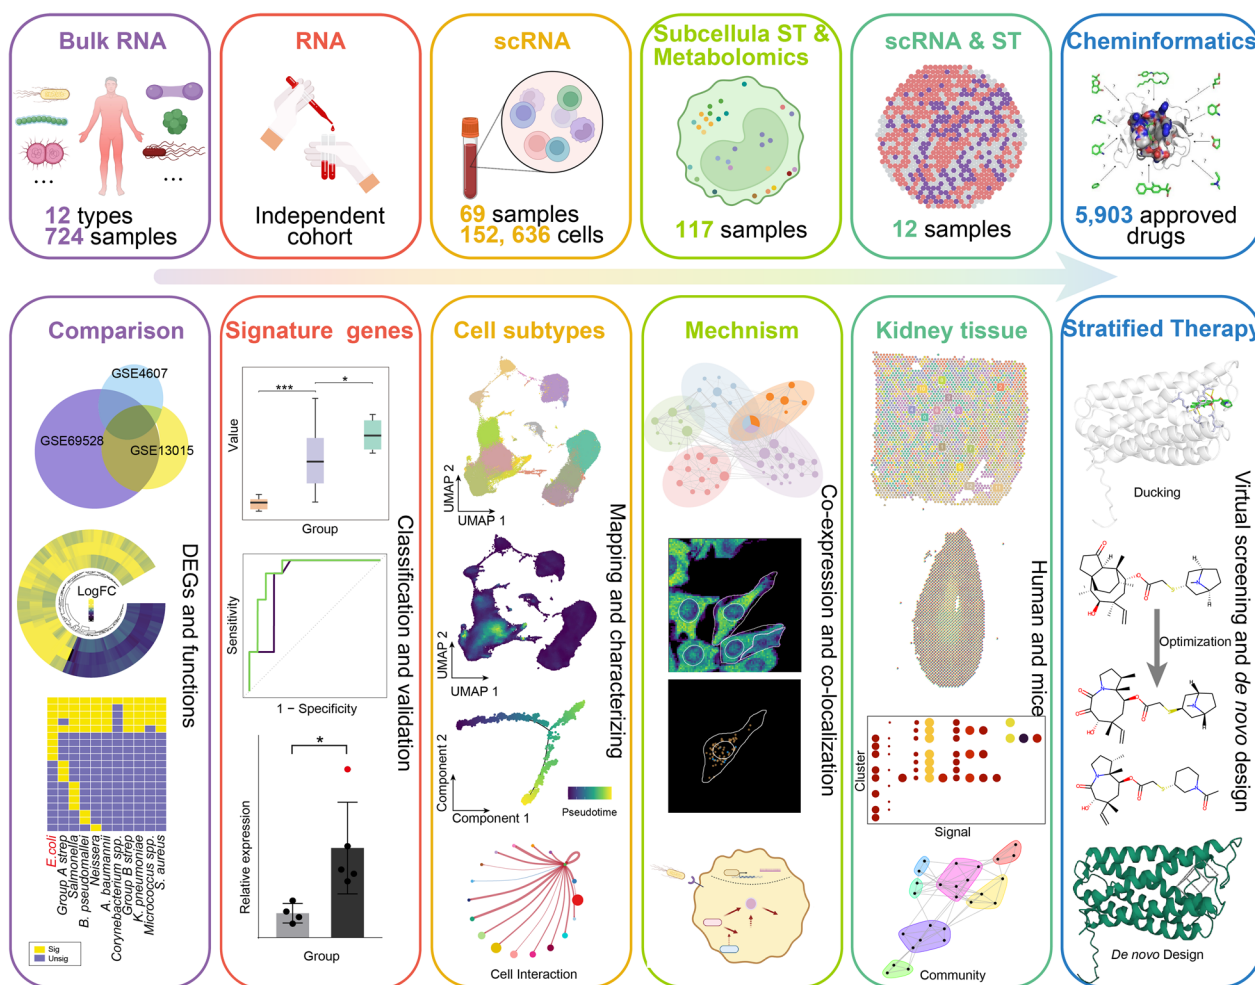 Bulk RNA
12 types
724 samples
RNA
Independent
cohort
scRNA
69 samples
152, 636 cells
Subcellula ST &
Metabolomics
117 samples
scRNA & ST
12 samples
Cheminformatics
5,903 approved
drugs
Comparison
GSE4607
GSE69528
GSE13015
LogFC
DEGs and functions
E.coli
Group A strep
Salmonella
B. pseudomallei
Neissera
A. baumannii
Corynebacterium spp.
Group B strep
K. pneumoniae
Micrococcus spp.
S. aureus
Sig
Unsig
Signature genes
***
*
Value
Group
Sensitivity
1 − Specificity
*
Relative expression
Group
Classification and validation
Cell subtypes
UMAP 2
UMAP 1
UMAP 2
UMAP 1
Component 2
Component 1
Pseudotime
Cell Interaction
Mapping and characterizing
Mechnism
Co-expression and co-localization
Kidney tissue
Cluster
Signal
Community
Human and mice
Stratified Therapy
Ducking
Optimization
De novo Design
Virtual screening and de novo design